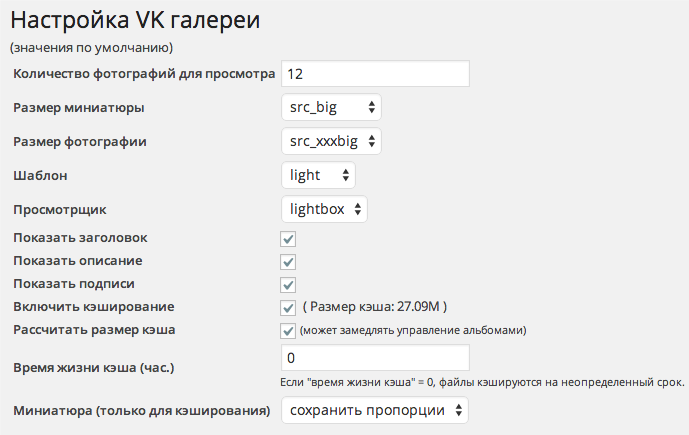 Настройка VK галереи
(значения по умолчанию)
Количество фотографий для просмотра 12
Размер миниатюры src_big
Размер фотографии src_xxxbig
Шаблон light
Просмотрщик lightbox
Показать заголовок
Показать описание
Показать подписи
Включить кэширование ( Размер кэша: 27.09M )
Рассчитать размер кэша (может замедлять управление альбомами)
Время жизни кэша (час.) 0
Если "время жизни кэша" = 0, файлы кэшируются на неопределенный срок.
Миниатюра (только для кэширования) сохранить пропорции